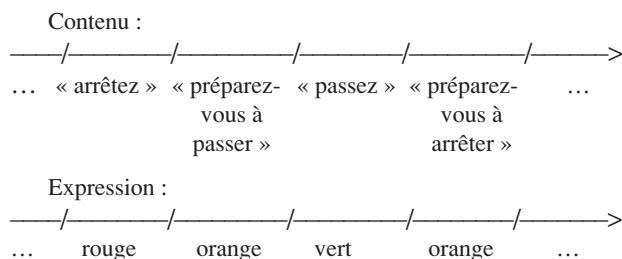 Contenu :
… « arrêtez » « préparez- « passez » « préparez- …
vous à vous à
passer » arrêter »
Expression :
… rouge orange vert orange …